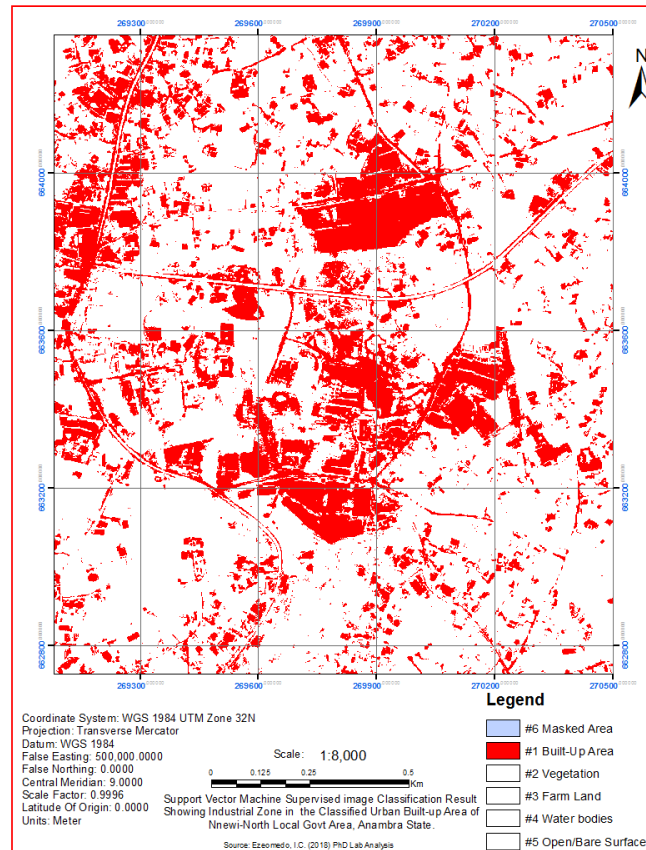 269300 269600 269900 270200 270500
N
664000 664000
663600 663600
663200 663200
662800 662800
269300 269600 269900 270200 270500
Legend
#6 Masked Area
#1 Built-Up Area
#2 Vegetation
#3 Farm Land
#4 Water bodies
#5 Open/Bare Surface
Coordinate System: WGS 1984 UTM Zone 32N
Projection: Transverse Mercator
Datum: WGS 1984
False Easting: 500,000.0000
False Northing: 0.0000
Central Meridian: 9.0000
Scale Factor: 0.9996
Latitude Of Origin: 0.0000
Units: Meter
Scale: 1:8,000
0 0.125 0.25 0.5
Km
Support Vector Machine Supervised image Classification Result
Showing Industrial Zone in the Classified Urban Built-up Area of
Nnewi-North Local Govt Area, Anambra State.
Source: Ezeomedo, I.C. (2018) PhD Lab Analysis